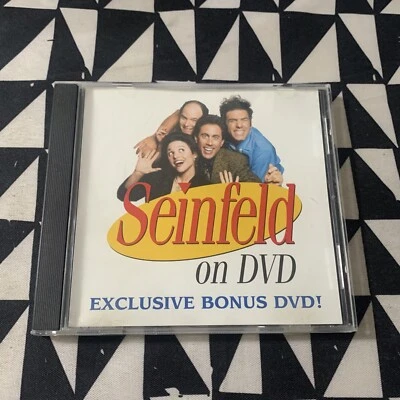 Seinfeld
on DVD
EXCLUSIVE BONUS DVD!